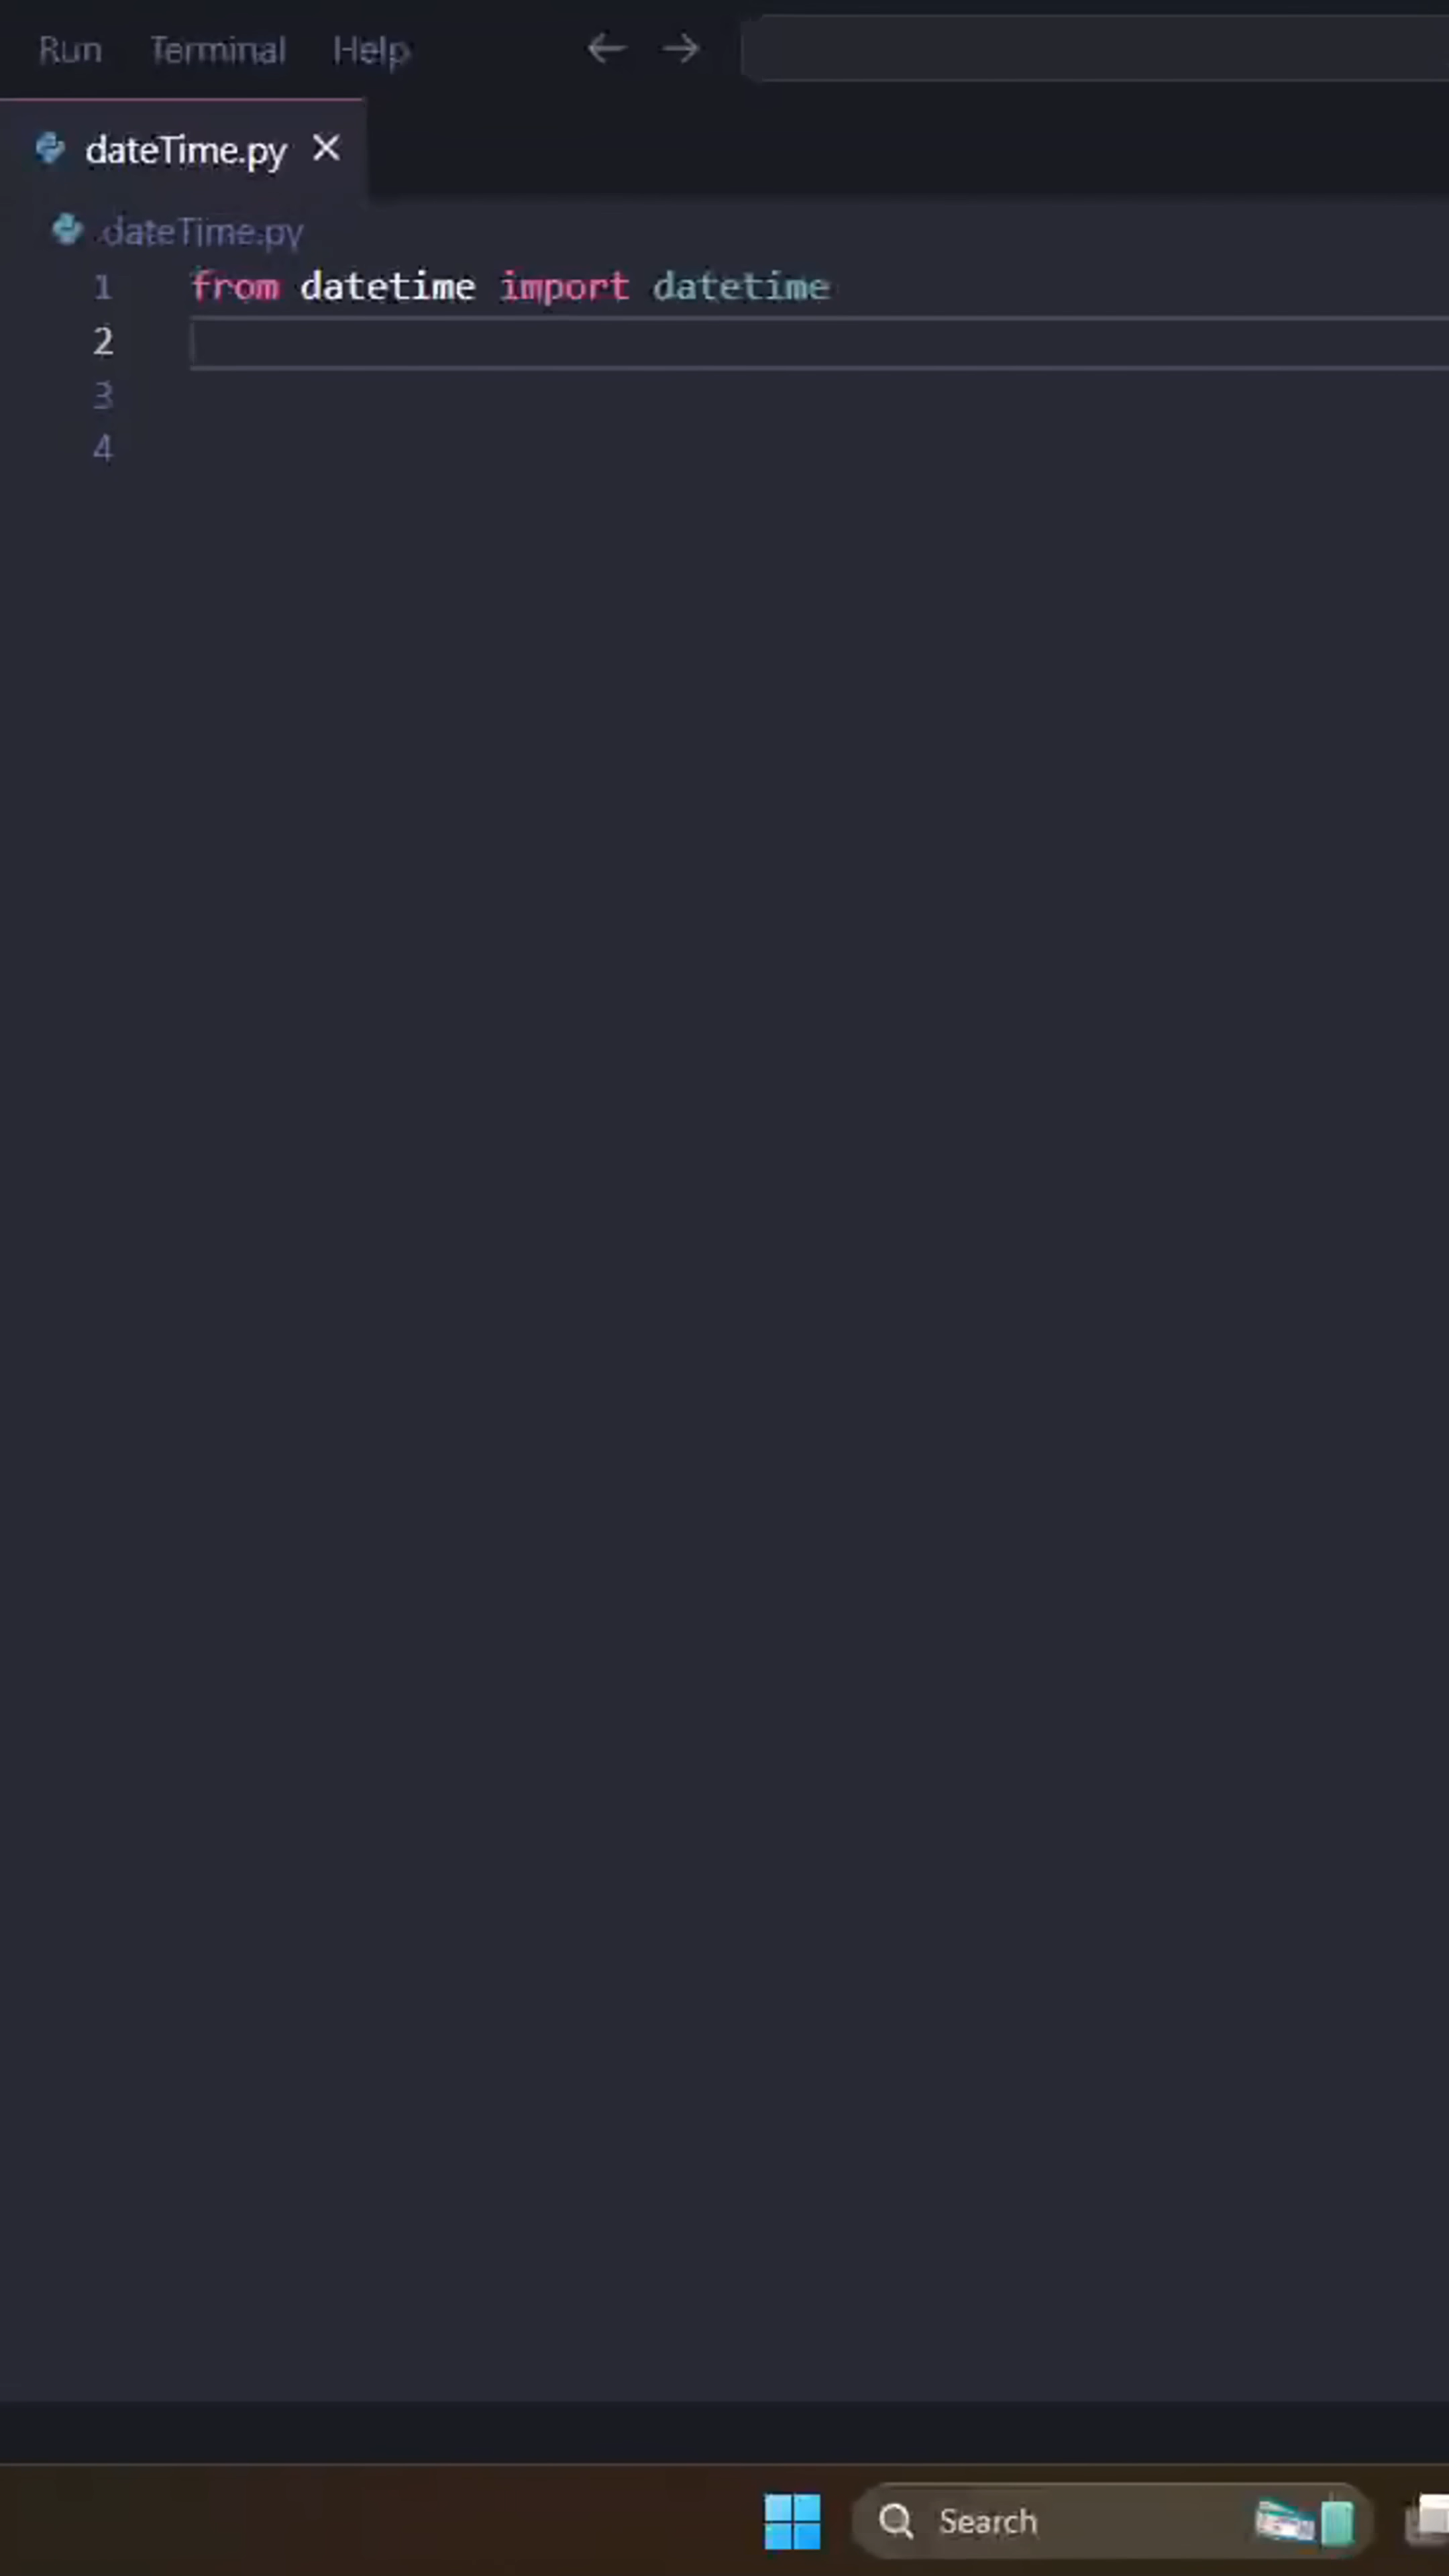 Run Terminal Help
dateTime.py
dateTime.py
1 from datetime import datetime
2
3
4
Search